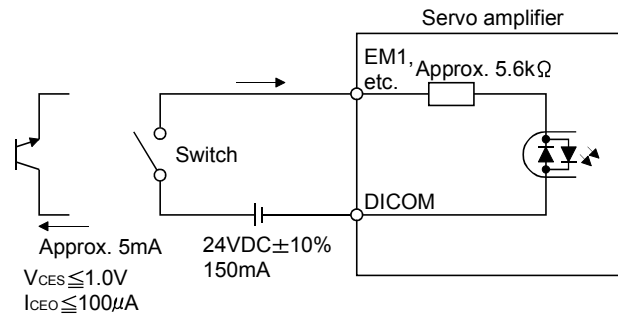 Servo amplifier
EM1,
etc.
Approx. 5.6kΩ
Switch
DICOM
Approx. 5mA
24VDC±10%
150mA
VCES≦1.0V
ICEO≦100μA